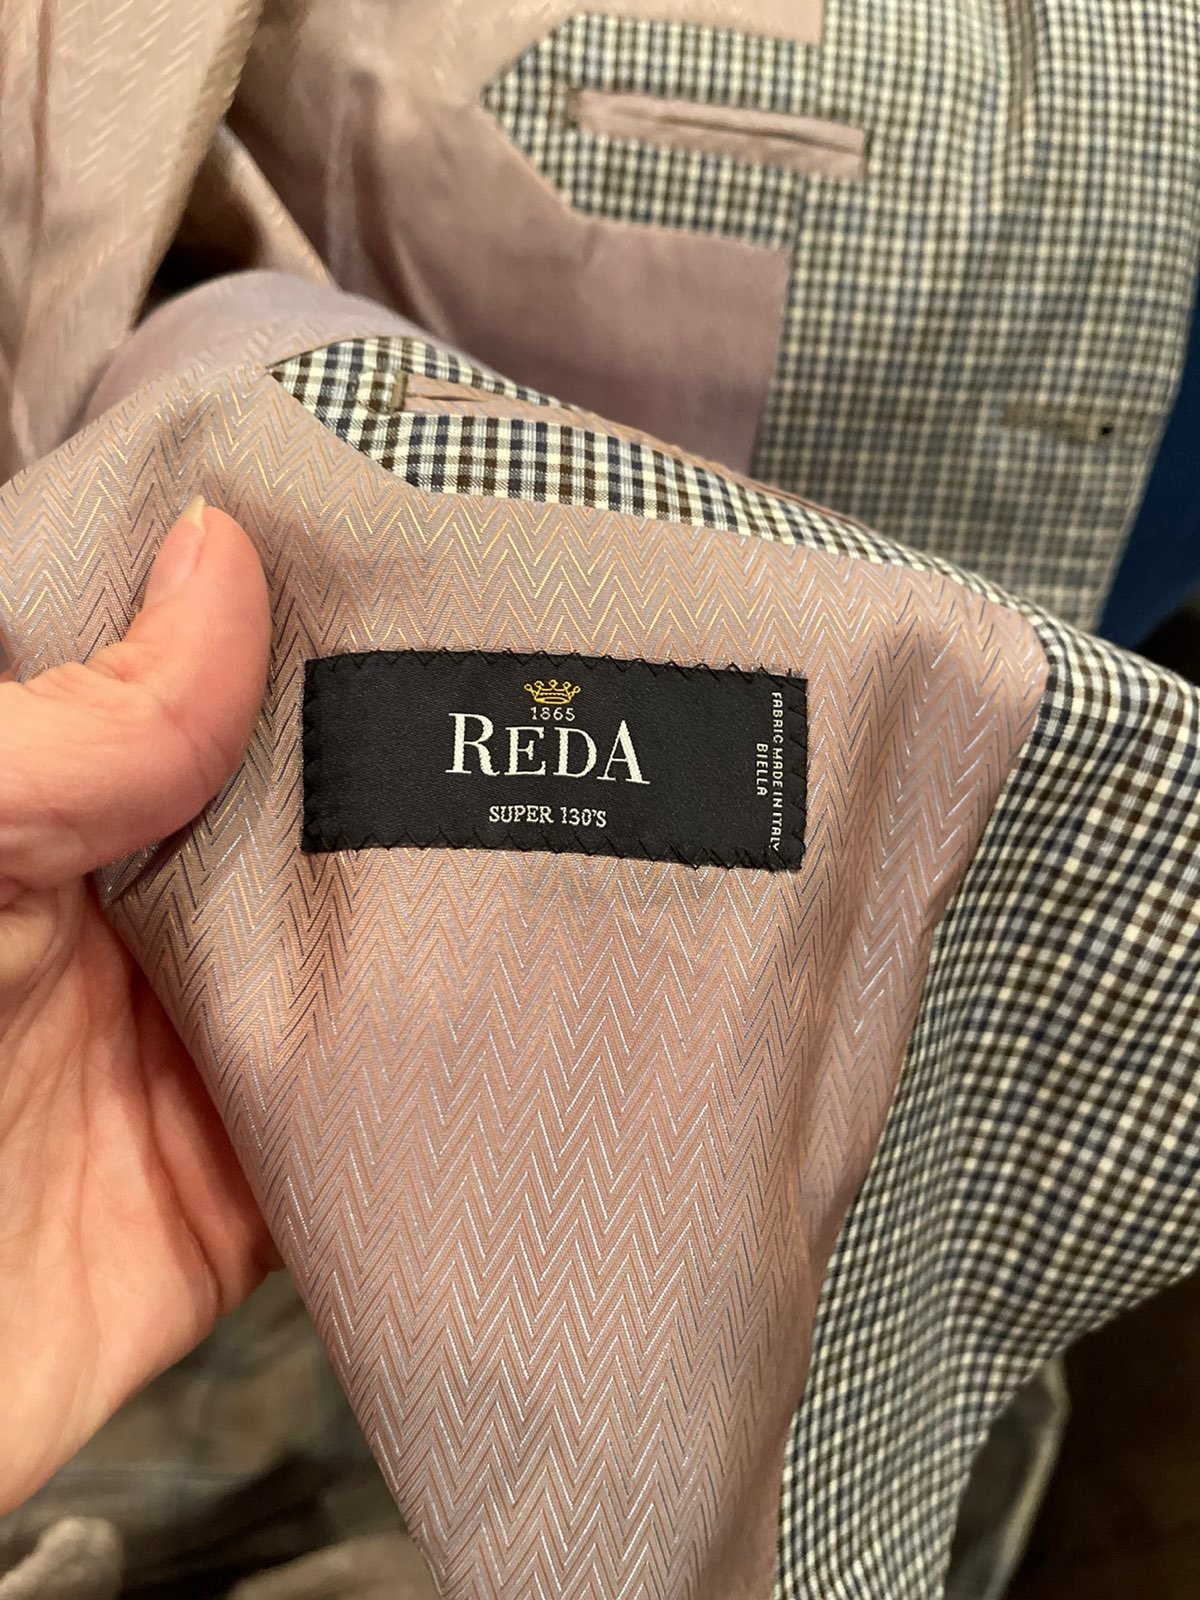 1865
REDA
SUPER 130'S
FABRIC MADE IN ITALY
BIELLA